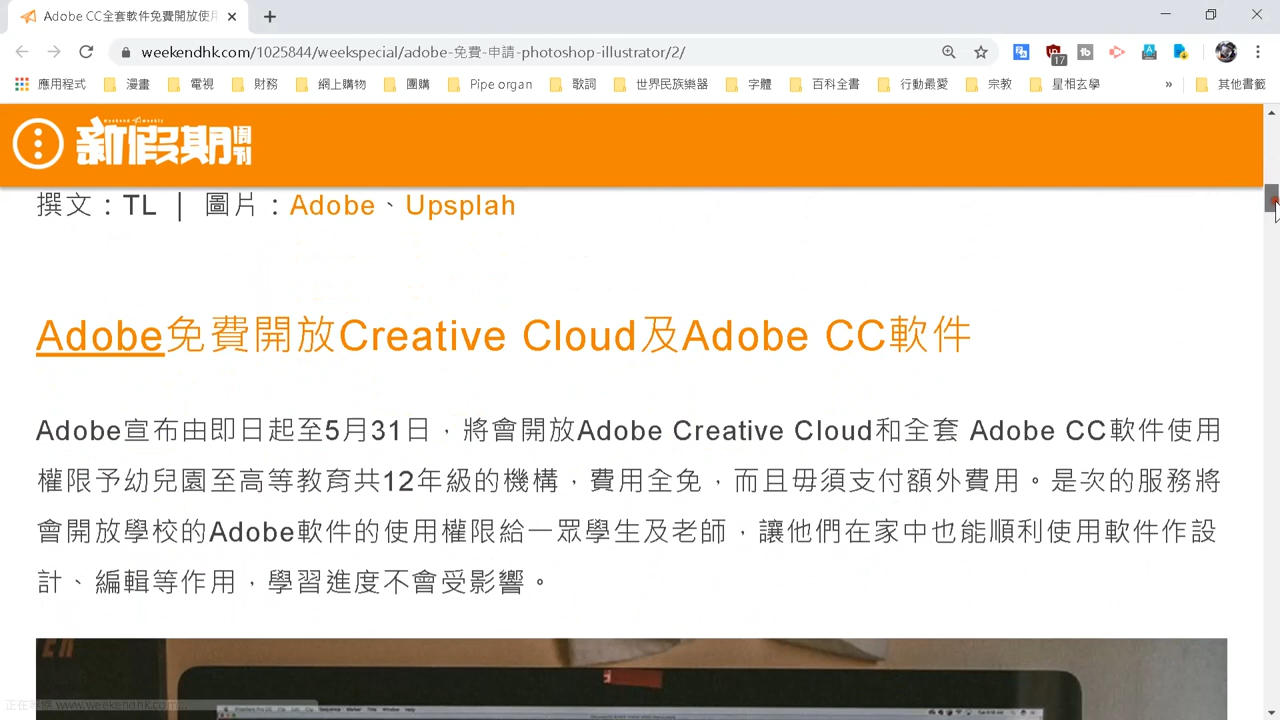 Adobe CC全套軟件免費開放使用
weekendhk.com/1025844/weekspecial/adobe-免費-申請-photoshop-illustrator/2/
17
應用程式 漫畫 電視 財務 網上購物 團購 Pipe organ 歌詞 世界民族樂器 字體 百科全書 行動最愛 宗教 星相玄學 » 其他書籤
Weekend Weekly
新假期周刊
撰文：TL | 圖片：Adobe、Upsplah
Adobe免費開放Creative Cloud及Adobe CC軟件
Adobe宣布由即日起至5月31日，將會開放Adobe Creative Cloud和全套 Adobe CC軟件使用
權限予幼兒園至高等教育共12年級的機構，費用全免，而且毋須支付額外費用。是次的服務將
會開放學校的Adobe軟件的使用權限給一眾學生及老師，讓他們在家中也能順利使用軟件作設
計、編輯等作用，學習進度不會受影響。
www.weekendhk.com